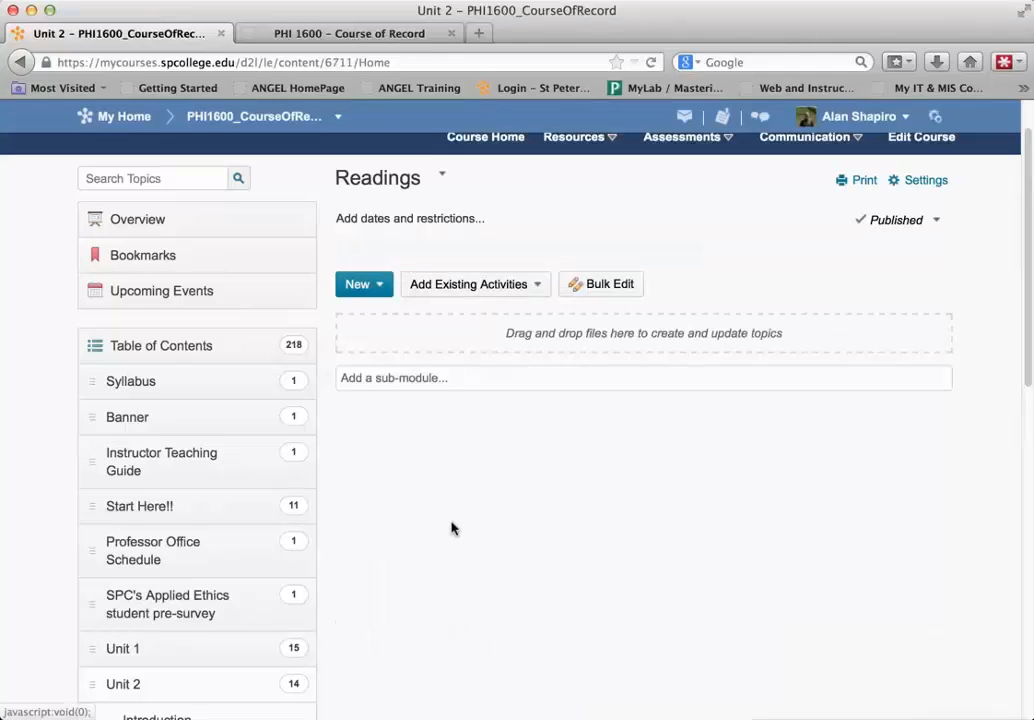 Unit 2 – PHI1600_CourseOfRecord
Unit 2 – PHI1600_CourseOfRec...
PHI 1600 – Course of Record
https://mycourses.spcollege.edu/d2l/le/content/6711/Home
Google
Most Visited
Getting Started
ANGEL HomePage
ANGEL Training
Login – St Peter...
MyLab / Masteri...
Web and Instruc...
My IT & MIS Co...
My Home
PHI1600_CourseOfRe...
Alan Shapiro
Course Home
Resources
Assessments
Communication
Edit Course
Search Topics
Readings
Print
Settings
Overview
Add dates and restrictions...
Published
Bookmarks
Upcoming Events
New
Add Existing Activities
Bulk Edit
Drag and drop files here to create and update topics
Table of Contents 218
Add a sub-module...
Syllabus 1
Banner 1
Instructor Teaching 1
Guide
Start Here!! 11
Professor Office 1
Schedule
SPC's Applied Ethics 1
student pre-survey
Unit 1 15
Unit 2 14
Introduction
javascript:void(0);